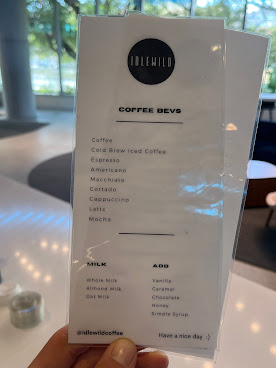 IDLEWILD
COFFEE BEVS
Coffee
Cold Brew Iced Coffee
Espresso
Americano
Macchiato
Cortado
Cappuccino
Latte
Mocha
MILK
Whole Milk
Almond Milk
Oat Milk
ADD
Vanilla
Caramel
Chocolate
Honey
Simple Syrup
@idlewildcoffee
Have a nice day :)